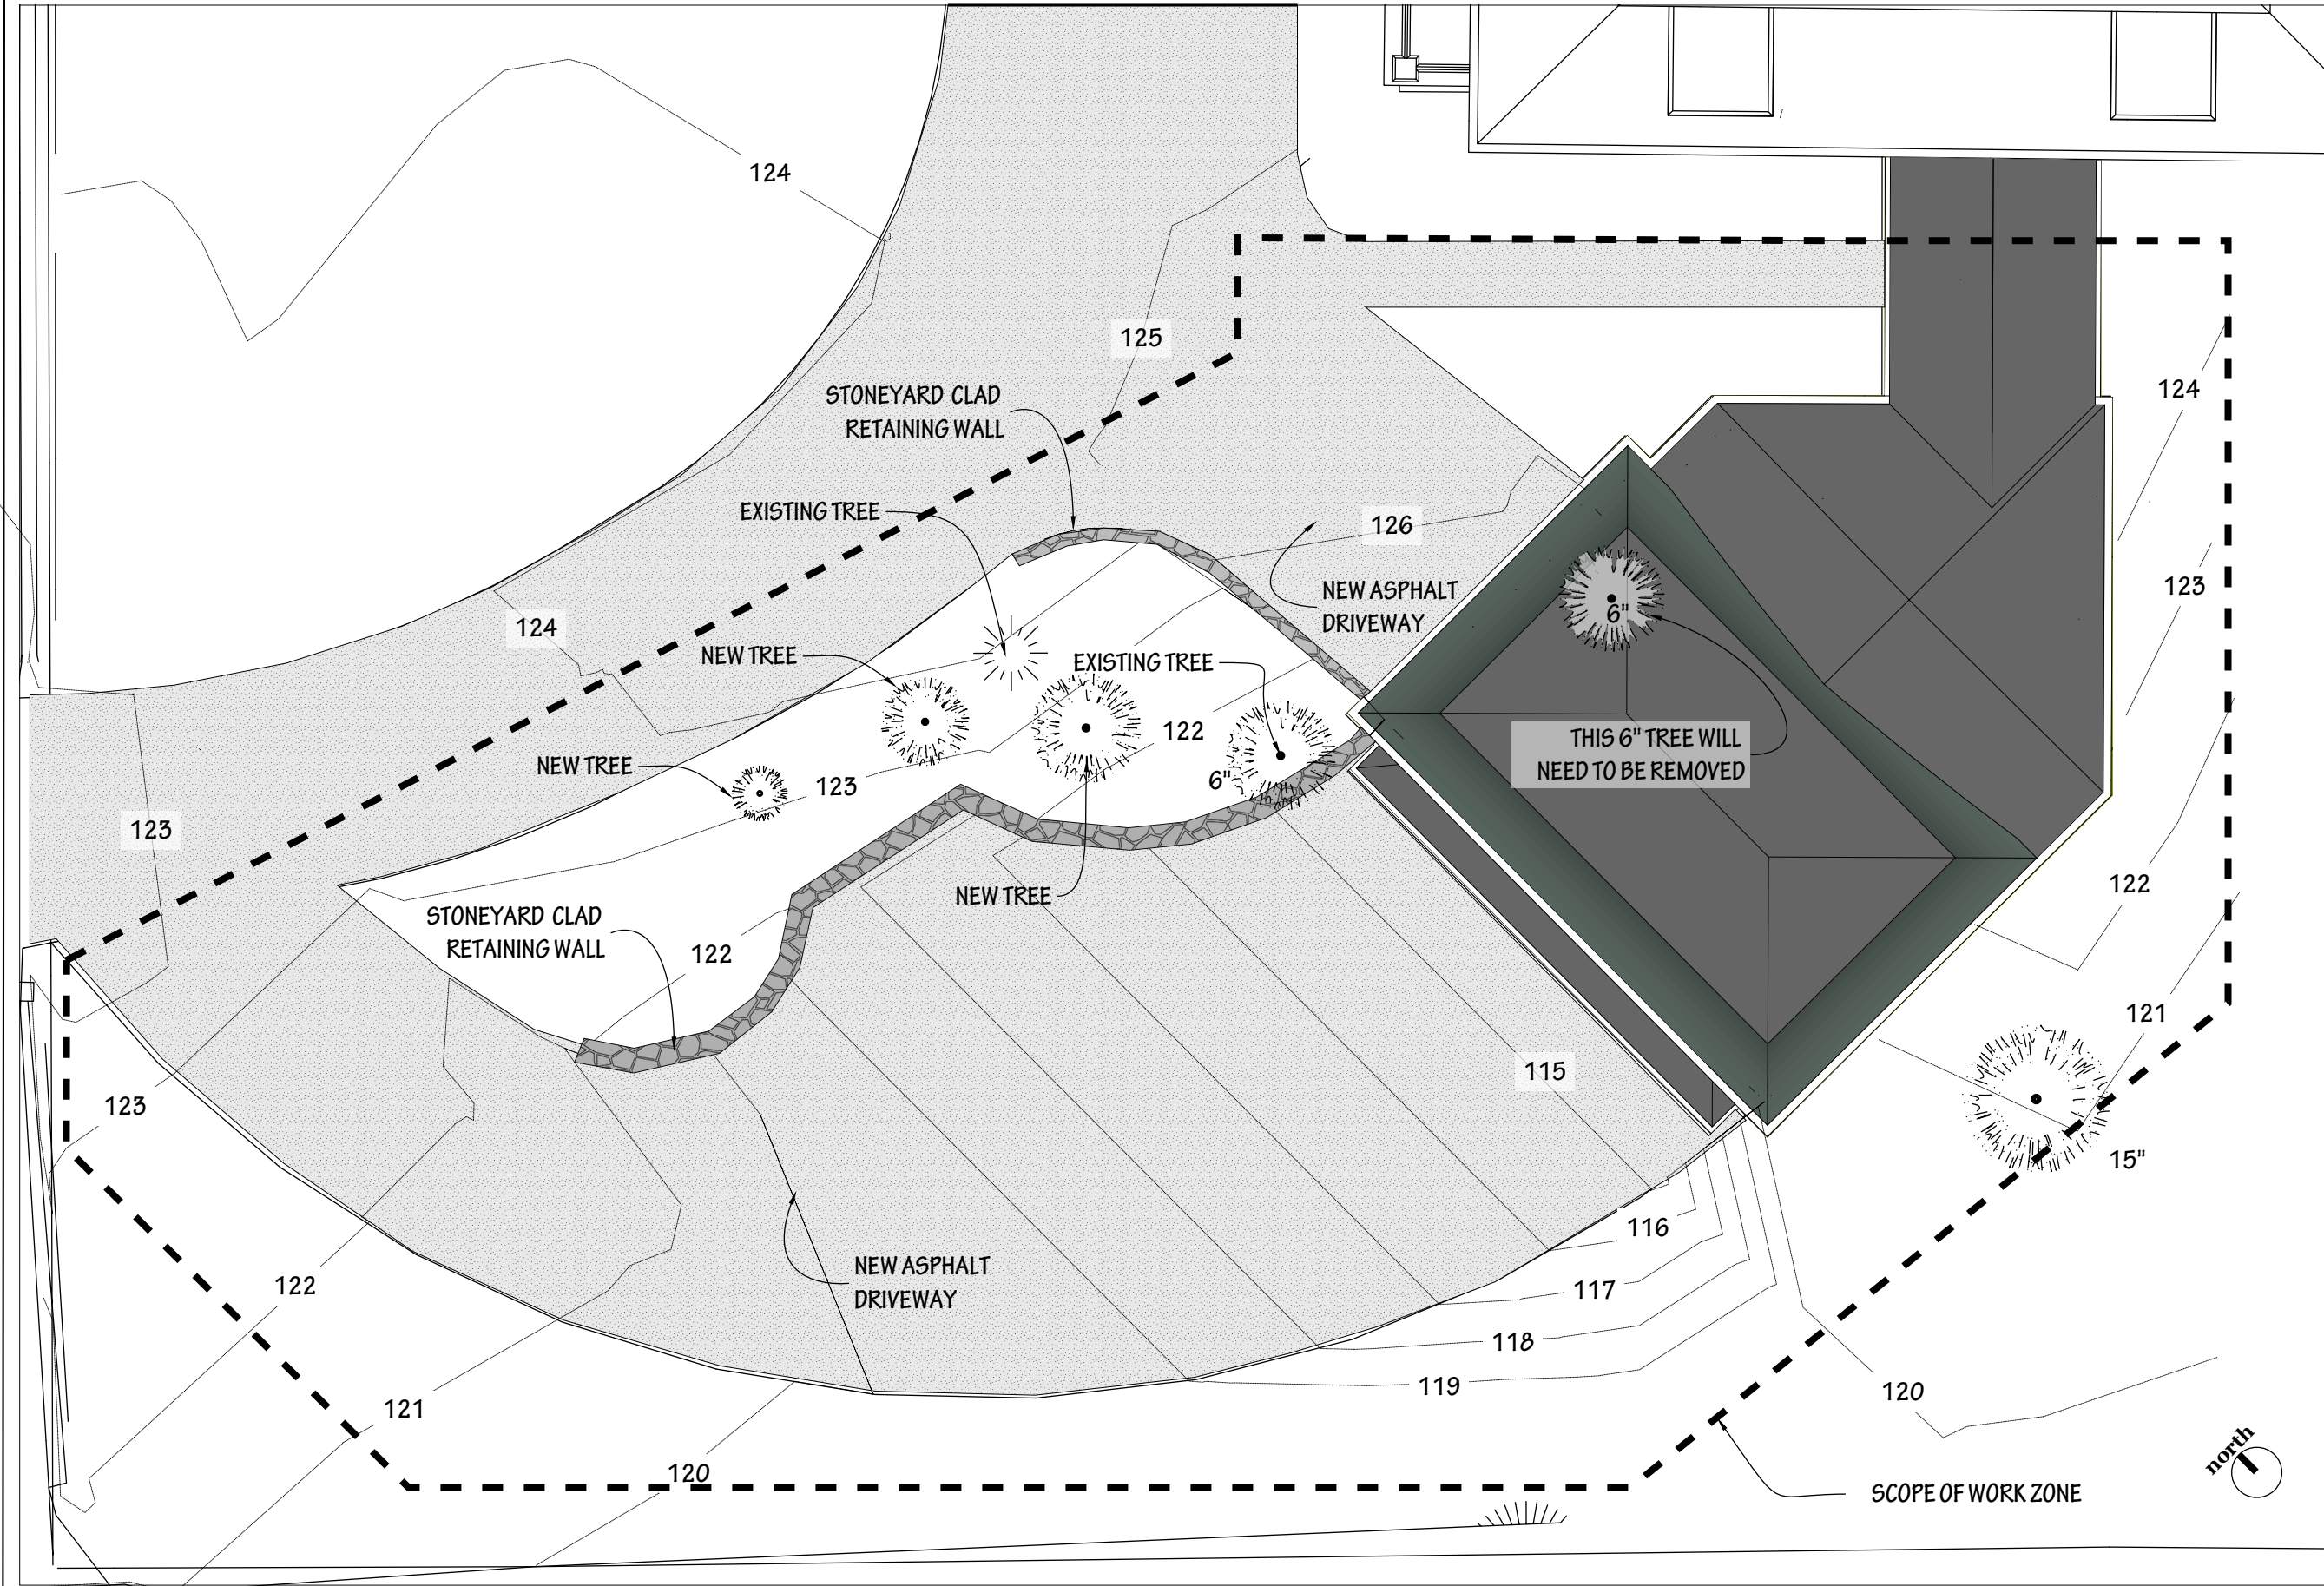 124
125
124
STONEYARD CLAD
RETAINING WALL
EXISTING TREE
126
123
NEW ASPHALT
DRIVEWAY
6"
124
NEW TREE
EXISTING TREE
122
THIS 6" TREE WILL
NEED TO BE REMOVED
NEW TREE
6"
123
123
122
NEW TREE
STONEYARD CLAD
RETAINING WALL
122
121
115
123
15"
116
NEW ASPHALT
DRIVEWAY
122
117
118
119
120
121
120
north
SCOPE OF WORK ZONE